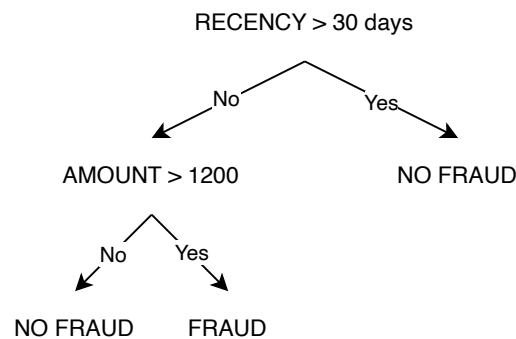 RECENCY > 30 days
No
Yes
AMOUNT > 1200
NO FRAUD
No
Yes
NO FRAUD
FRAUD